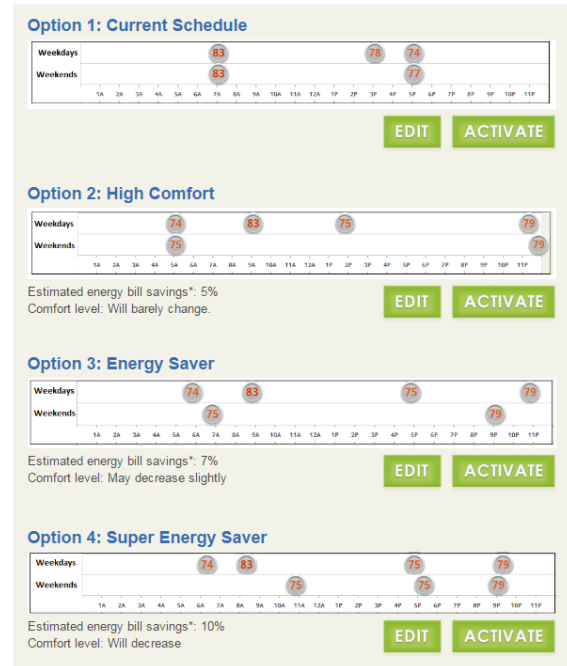 Option 1: Current Schedule
Weekdays 83 78 74
Weekends 83 77
1A 2A 3A 4A 5A 6A 7A 8A 9A 10A 11A 12A 1P 2P 3P 4P 5P 6P 7P 8P 9P 10P 11P
EDIT ACTIVATE
Option 2: High Comfort
Weekdays 74 83 75 79
Weekends 75 79
1A 2A 3A 4A 5A 6A 7A 8A 9A 10A 11A 12A 1P 2P 3P 4P 5P 6P 7P 8P 9P 10P 11P
Estimated energy bill savings*: 5%
Comfort level: Will barely change.
EDIT ACTIVATE
Option 3: Energy Saver
Weekdays 74 83 75 79
Weekends 75 79
1A 2A 3A 4A 5A 6A 7A 8A 9A 10A 11A 12A 1P 2P 3P 4P 5P 6P 7P 8P 9P 10P 11P
Estimated energy bill savings*: 7%
Comfort level: May decrease slightly
EDIT ACTIVATE
Option 4: Super Energy Saver
Weekdays 74 83 75 79
Weekends 75 75 79
1A 2A 3A 4A 5A 6A 7A 8A 9A 10A 11A 12A 1P 2P 3P 4P 5P 6P 7P 8P 9P 10P 11P
Estimated energy bill savings*: 10%
Comfort level: Will decrease
EDIT ACTIVATE